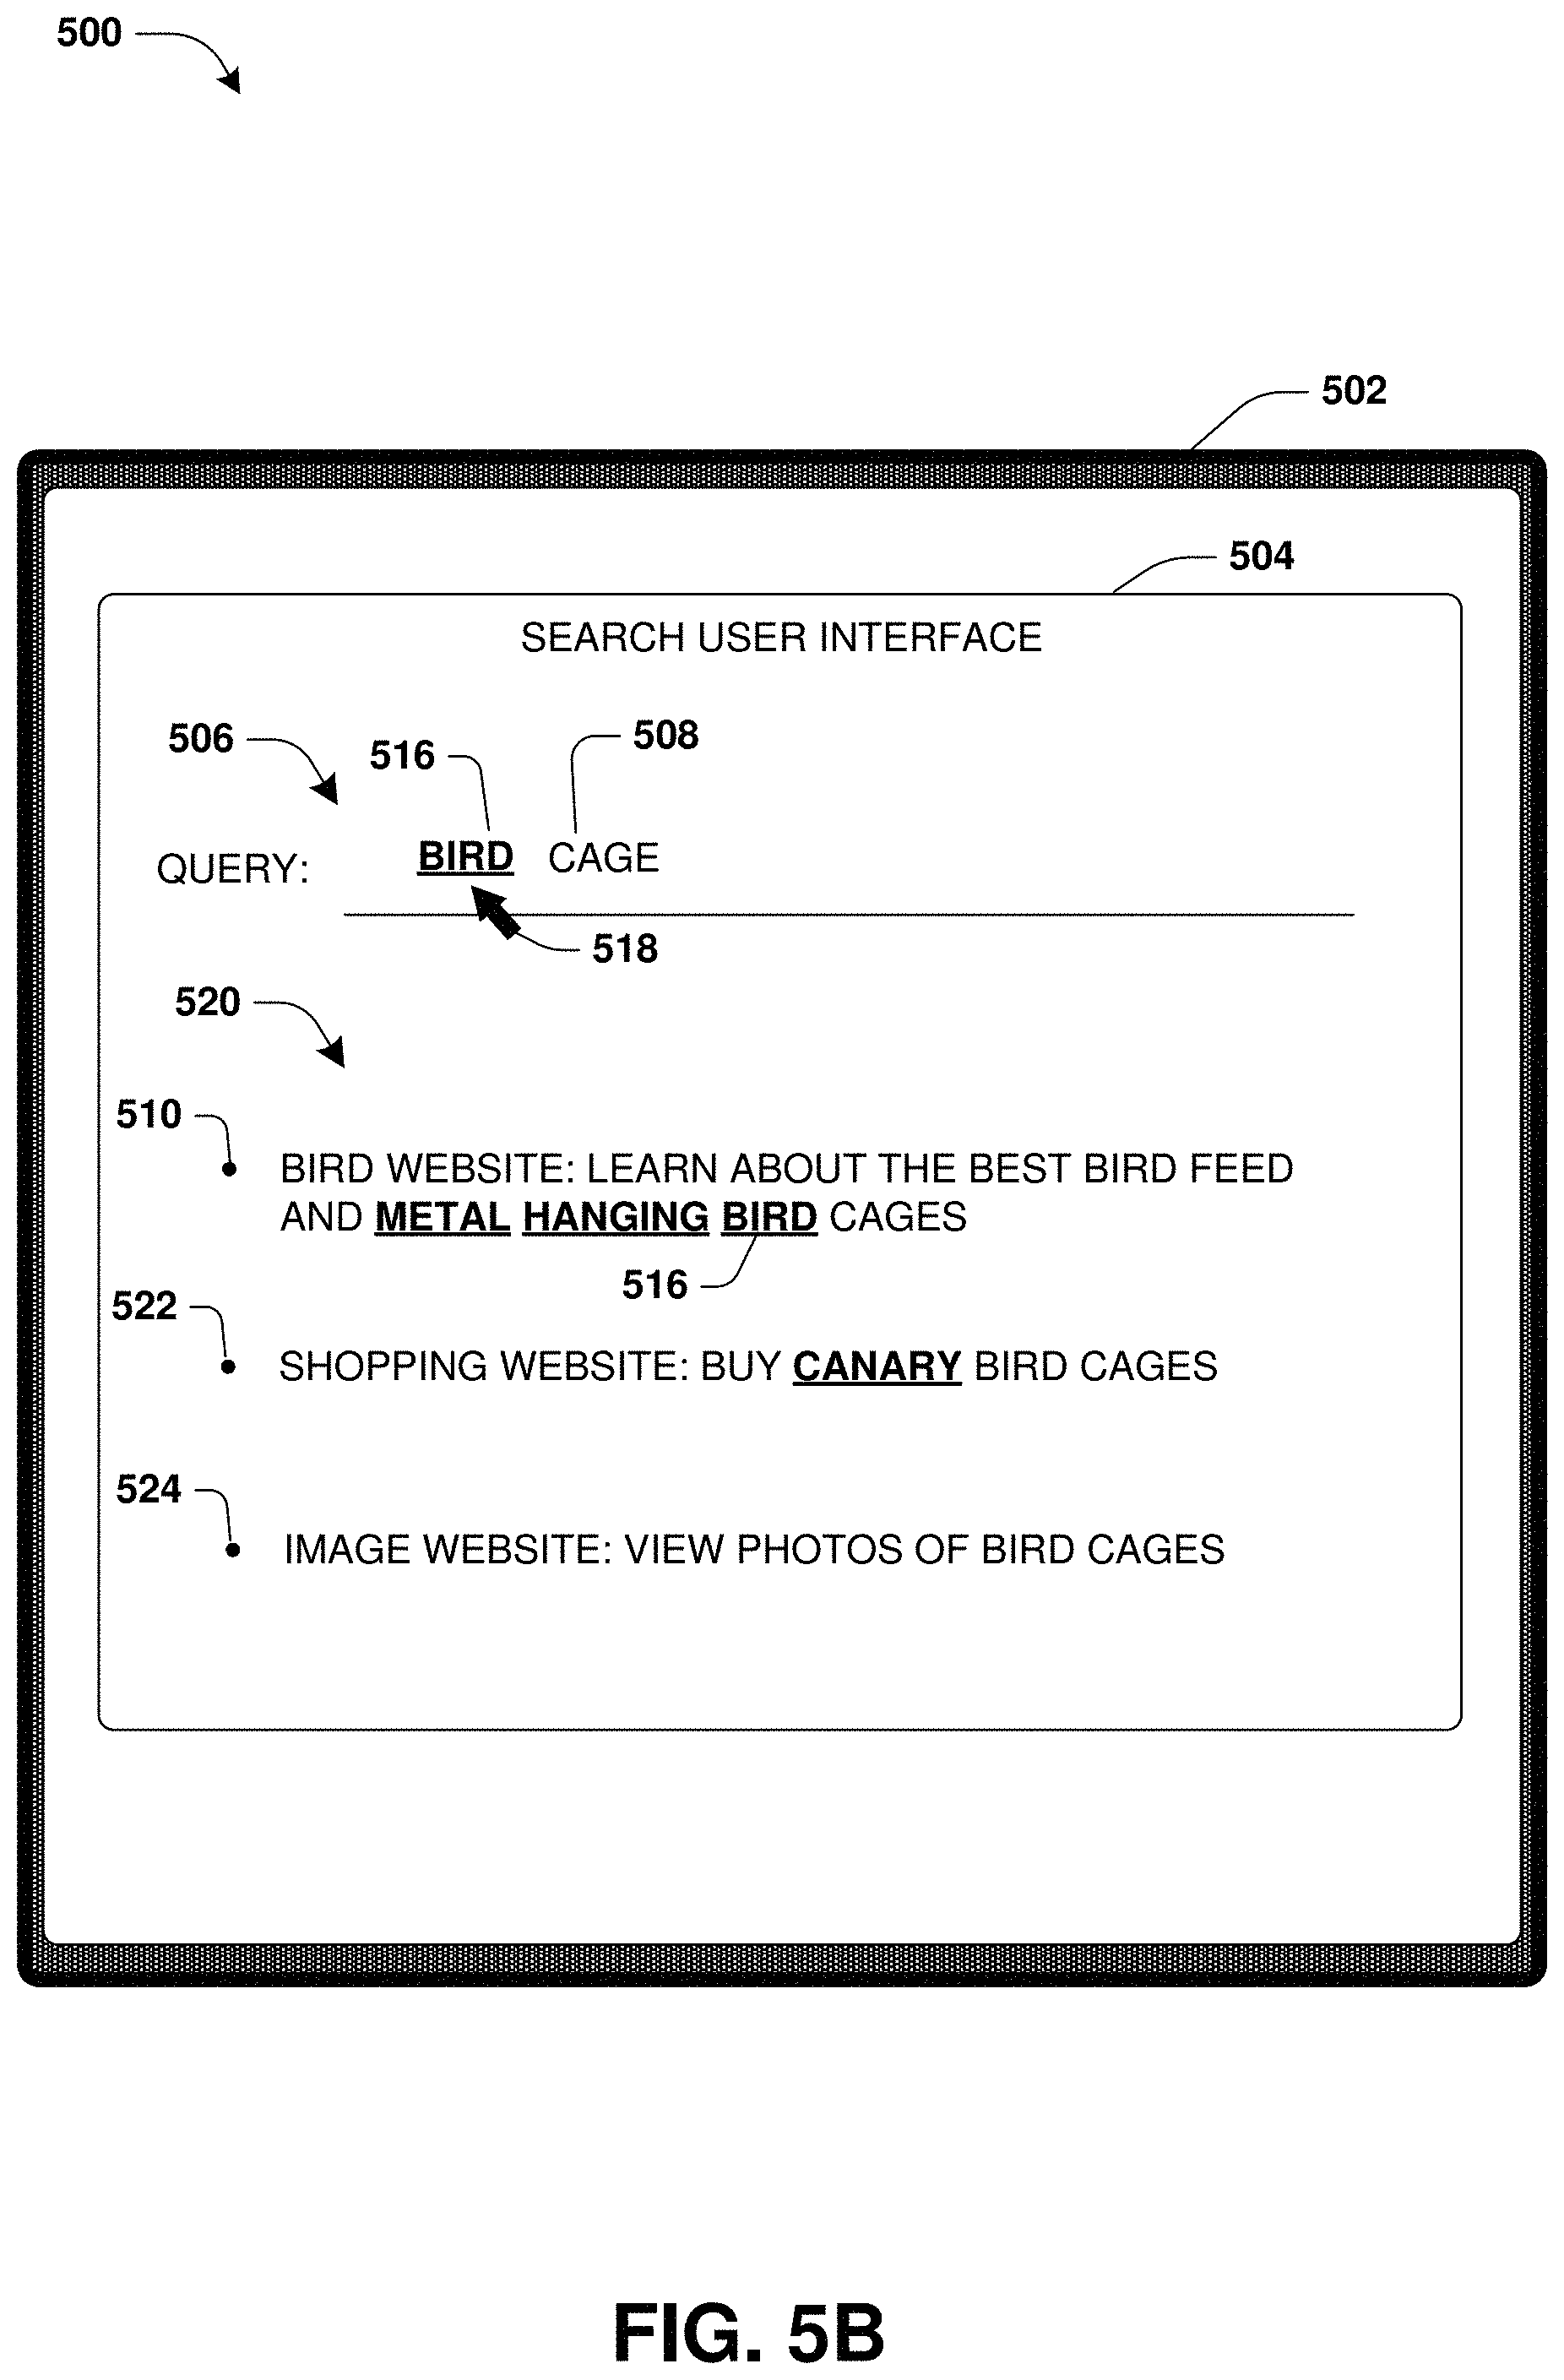 500
502
504
SEARCH USER INTERFACE
506
516
508
QUERY: BIRD CAGE
518
520
510
BIRD WEBSITE: LEARN ABOUT THE BEST BIRD FEED
AND METAL HANGING BIRD CAGES
516
522
SHOPPING WEBSITE: BUY CANARY BIRD CAGES
524
IMAGE WEBSITE: VIEW PHOTOS OF BIRD CAGES
FIG. 5B